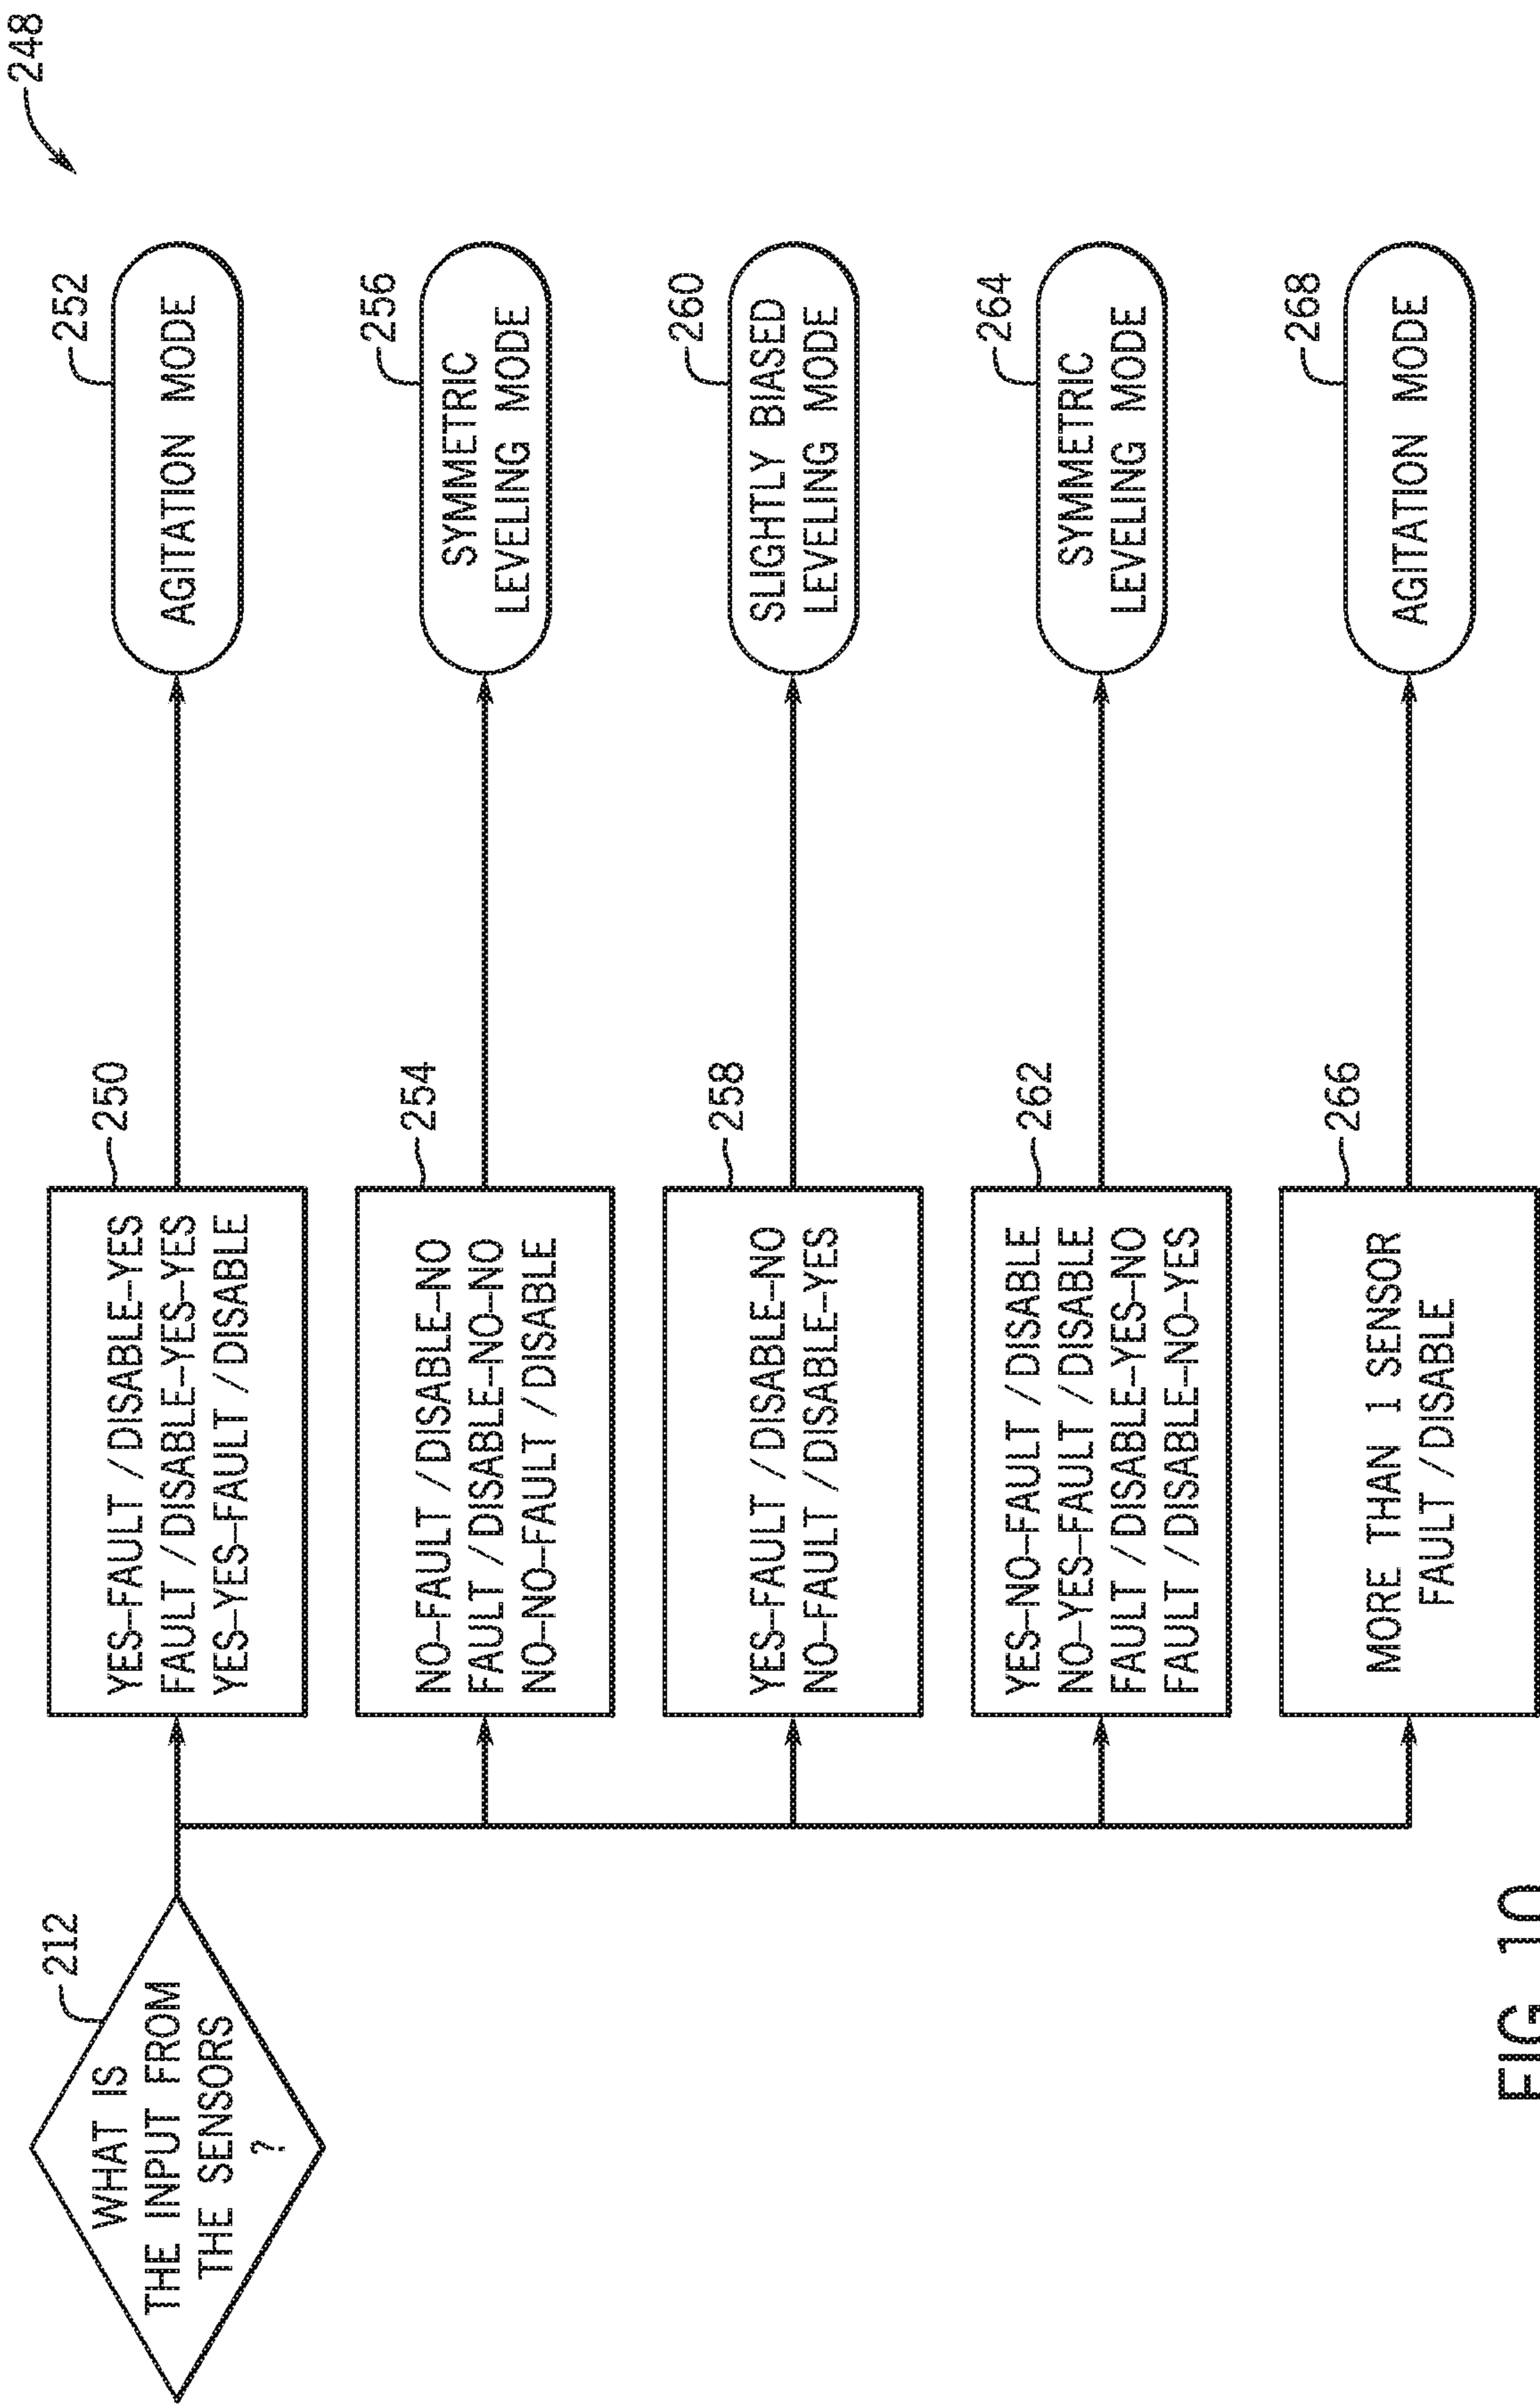 248
212
WHAT IS
THE INPUT FROM
THE SENSORS
?
250
YES–FAULT / DISABLE–YES
FAULT / DISABLE–YES–YES
YES–YES–FAULT / DISABLE
252
AGITATION MODE
254
NO–FAULT / DISABLE–NO
FAULT / DISABLE–NO–NO
NO–NO–FAULT / DISABLE
256
SYMMETRIC
LEVELING MODE
258
YES–FAULT / DISABLE–NO
NO–FAULT / DISABLE–YES
260
SLIGHTLY BIASED
LEVELING MODE
262
YES–NO–FAULT / DISABLE
NO–YES–FAULT / DISABLE
FAULT / DISABLE–YES–NO
FAULT / DISABLE–NO–YES
264
SYMMETRIC
LEVELING MODE
266
MORE THAN 1 SENSOR
FAULT / DISABLE
268
AGITATION MODE
FIG. 10